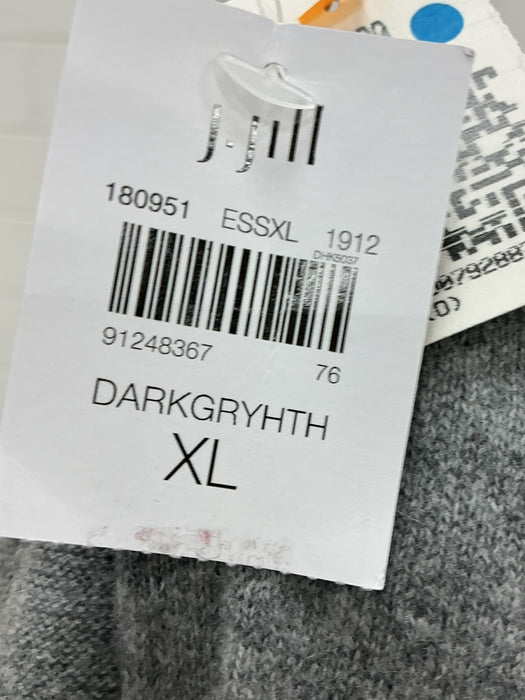 j.jill
180951 ESSXL 1912
DHK5037
91248367 76
DARKGRYHTH
XL